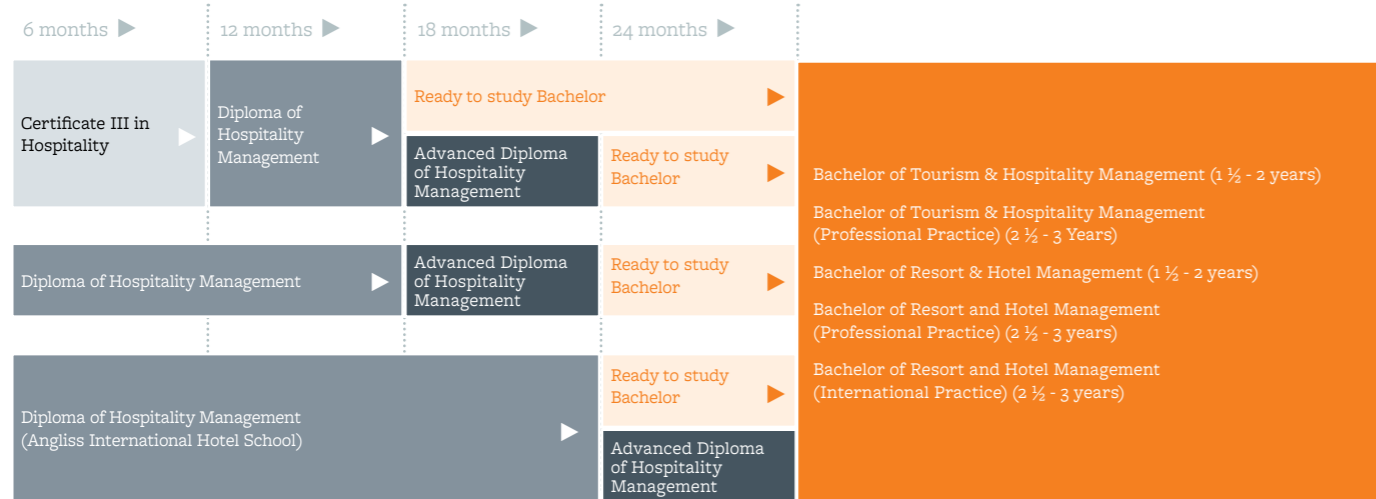 6 months
12 months
18 months
24 months
Certificate III in
Hospitality
Diploma of
Hospitality
Management
Ready to study Bachelor
Advanced Diploma
of Hospitality
Management
Ready to study
Bachelor
Diploma of Hospitality Management
Advanced Diploma
of Hospitality
Management
Ready to study
Bachelor
Diploma of Hospitality Management
(Angliss International Hotel School)
Ready to study
Bachelor
Advanced Diploma
of Hospitality
Management
Bachelor of Tourism & Hospitality Management (1 ½ - 2 years)
Bachelor of Tourism & Hospitality Management
(Professional Practice) (2 ½ - 3 Years)
Bachelor of Resort & Hotel Management (1 ½ - 2 years)
Bachelor of Resort and Hotel Management
(Professional Practice) (2 ½ - 3 years)
Bachelor of Resort and Hotel Management
(International Practice) (2 ½ - 3 years)